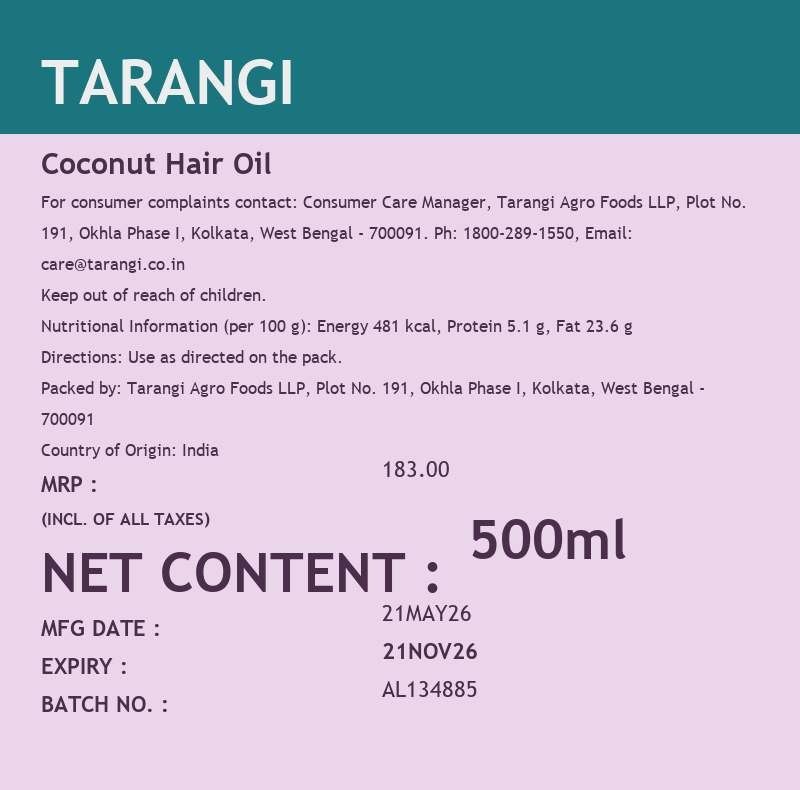 TARANGI
Coconut Hair Oil
For consumer complaints contact: Consumer Care Manager, Tarangi Agro Foods LLP, Plot No.
191, Okhla Phase I, Kolkata, West Bengal - 700091. Ph: 1800-289-1550, Email:
care@tarangi.co.in
Keep out of reach of children.
Nutritional Information (per 100 g): Energy 481 kcal, Protein 5.1 g, Fat 23.6 g
Directions: Use as directed on the pack.
Packed by: Tarangi Agro Foods LLP, Plot No. 191, Okhla Phase I, Kolkata, West Bengal -
700091
Country of Origin: India
MRP : 183.00
(INCL. OF ALL TAXES)
NET CONTENT : 500ml
MFG DATE : 21MAY26
EXPIRY : 21NOV26
BATCH NO. : AL134885